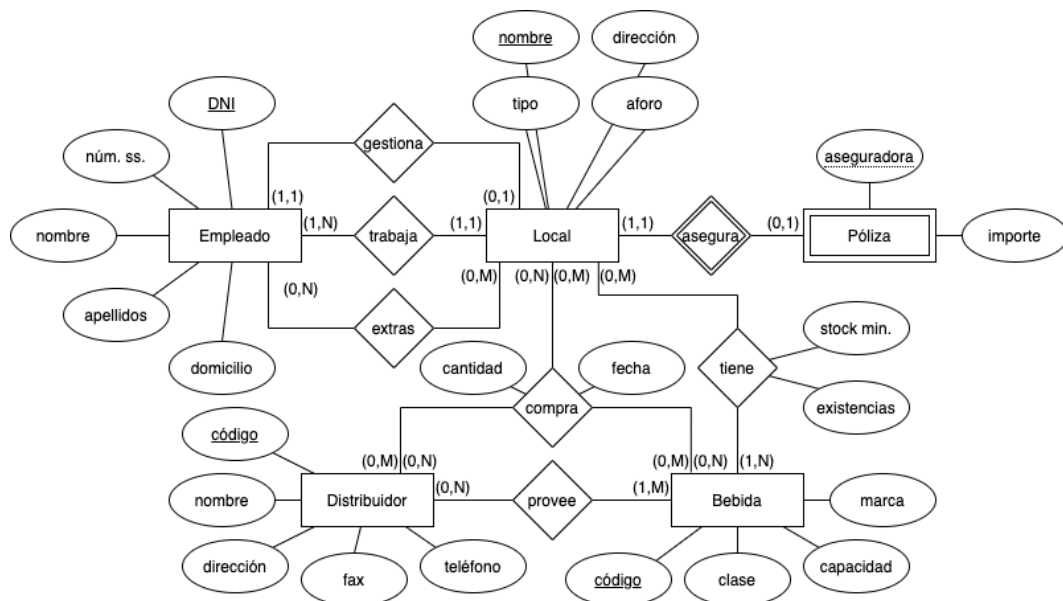 nombre
dirección
tipo
aforo
DNI
núm. ss.
nombre
apellidos
domicilio
Empleado
gestiona
(1,1)
(0,1)
(1,N)
trabaja
(1,1)
(0,N)
extras
(0,M)
Local
(0,N)
(0,M)
(0,M)
(1,1)
asegura
(0,1)
Póliza
aseguradora
importe
stock min.
tiene
existencias
cantidad
fecha
compra
código
(0,M)
(0,N)
(0,M)
(0,N)
(1,N)
nombre
Distribuidor
(0,N)
provee
(1,M)
Bebida
marca
dirección
fax
teléfono
código
clase
capacidad